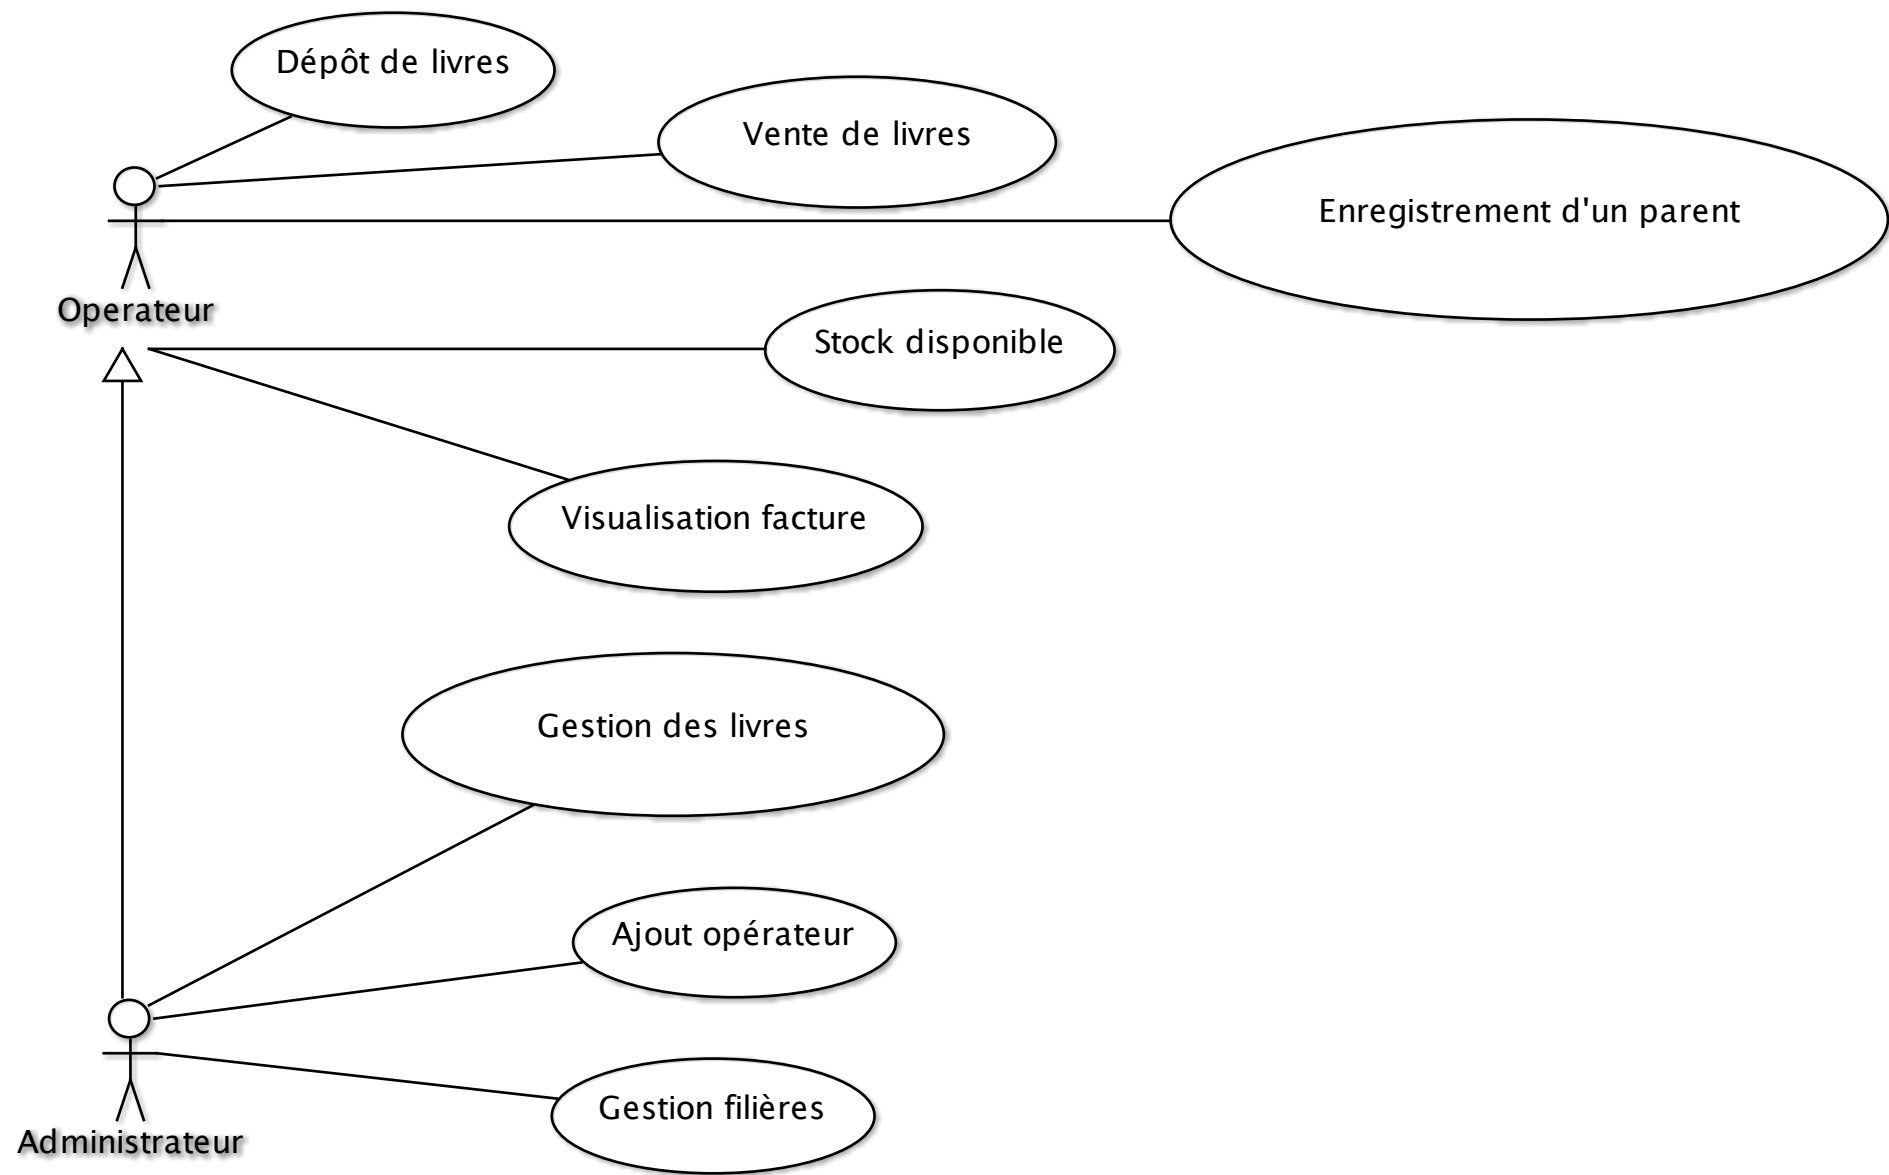 Dépôt de livres
Vente de livres
Enregistrement d'un parent
Operateur
Stock disponible
Visualisation facture
Gestion des livres
Ajout opérateur
Gestion filières
Administrateur